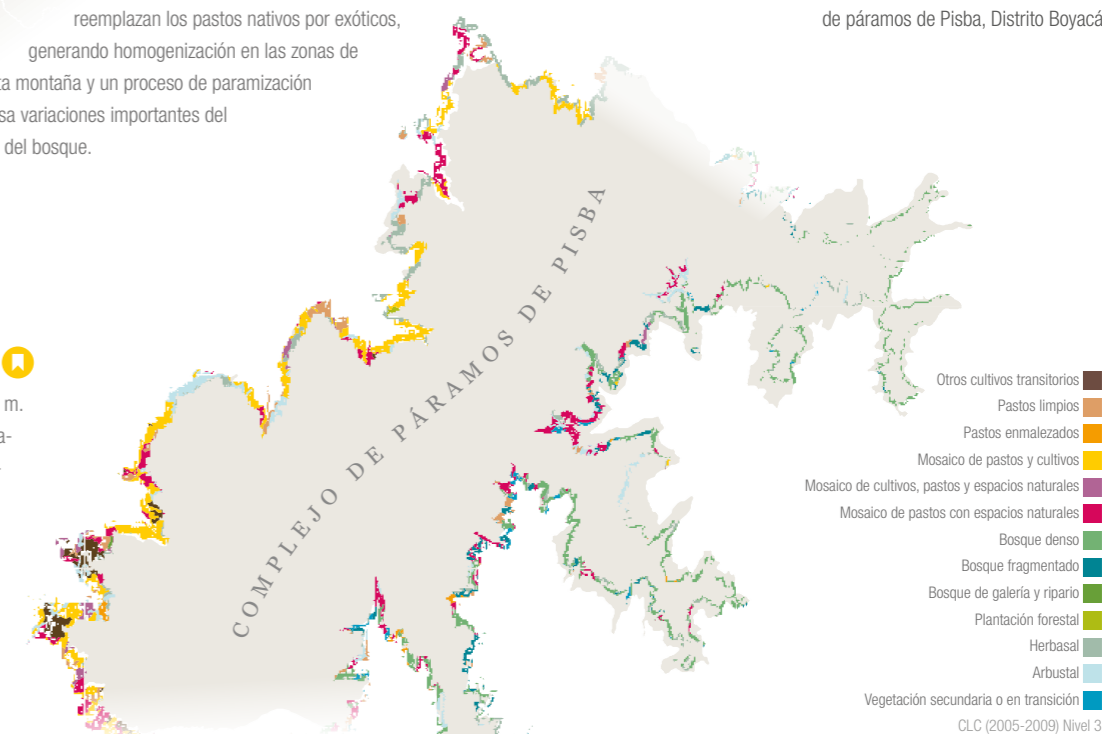 reemplazan los pastos nativos por exóticos,
generando homogenización en las zonas de
ta montaña y un proceso de paramización
sa variaciones importantes del
del bosque.
de páramos de Pisba, Distrito Boyacá
m.
a-
COMPLEJO DE PÁRAMOS DE PISBA
Otros cultivos transitorios
Pastos limpios
Pastos enmalezados
Mosaico de pastos y cultivos
Mosaico de cultivos, pastos y espacios naturales
Mosaico de pastos con espacios naturales
Bosque denso
Bosque fragmentado
Bosque de galería y ripario
Plantación forestal
Herbasal
Arbustal
Vegetación secundaria o en transición
CLC (2005-2009) Nivel 3